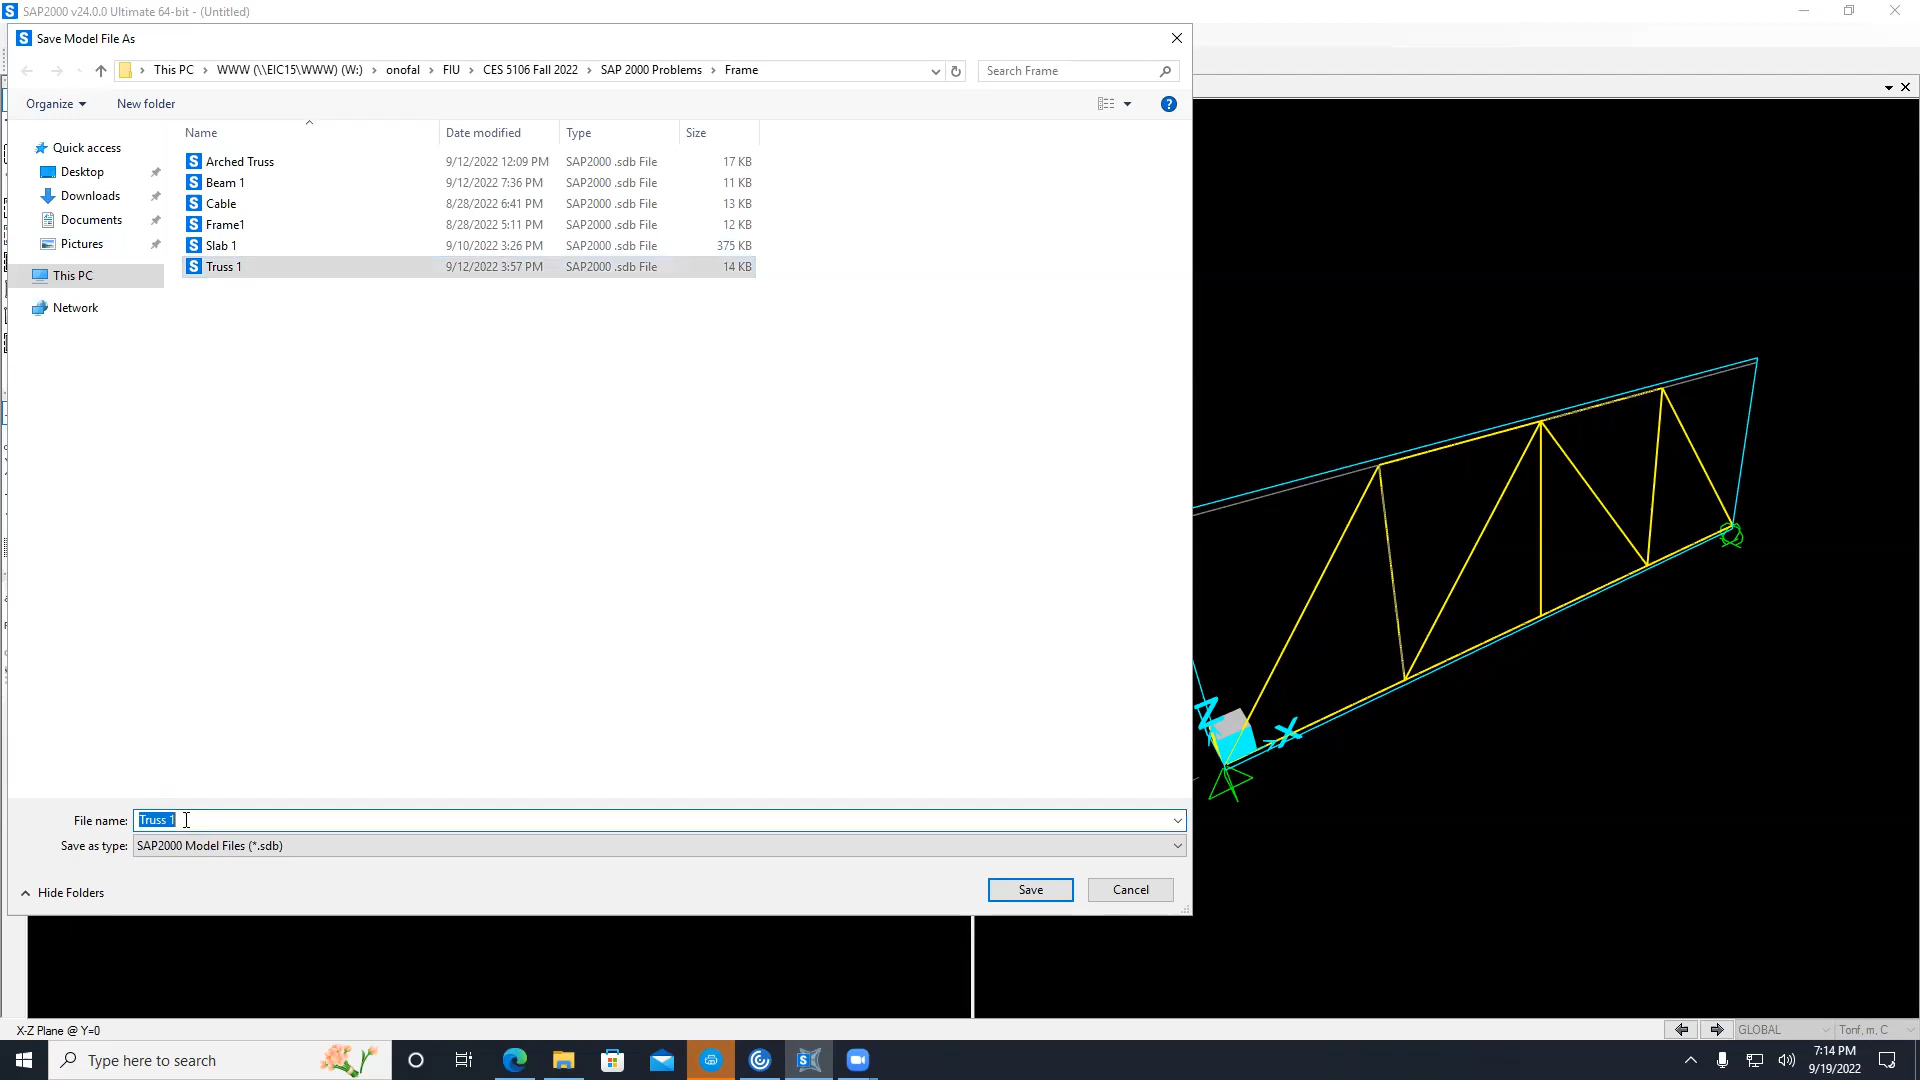 SAP2000 v24.0.0 Ultimate 64-bit - (Untitled)
Save Model File As
This PC > WWW (\\EIC15\WWW) (W:) > onofal > FIU > CES 5106 Fall 2022 > SAP 2000 Problems > Frame
Search Frame
Organize
New folder
Name Date modified Type Size
Quick access
Desktop
Downloads
Documents
Pictures
This PC
Network
Arched Truss 9/12/2022 12:09 PM SAP2000 .sdb File 17 KB
Beam 1 9/12/2022 7:36 PM SAP2000 .sdb File 11 KB
Cable 8/28/2022 6:41 PM SAP2000 .sdb File 13 KB
Frame1 8/28/2022 5:11 PM SAP2000 .sdb File 12 KB
Slab 1 9/10/2022 3:26 PM SAP2000 .sdb File 375 KB
Truss 1 9/12/2022 3:57 PM SAP2000 .sdb File 14 KB
Z
X
File name: Truss 1
Save as type: SAP2000 Model Files (*.sdb)
Hide Folders
Save
Cancel
X-Z Plane @ Y=0
GLOBAL
Tonf, m, C
Type here to search
7:14 PM
9/19/2022